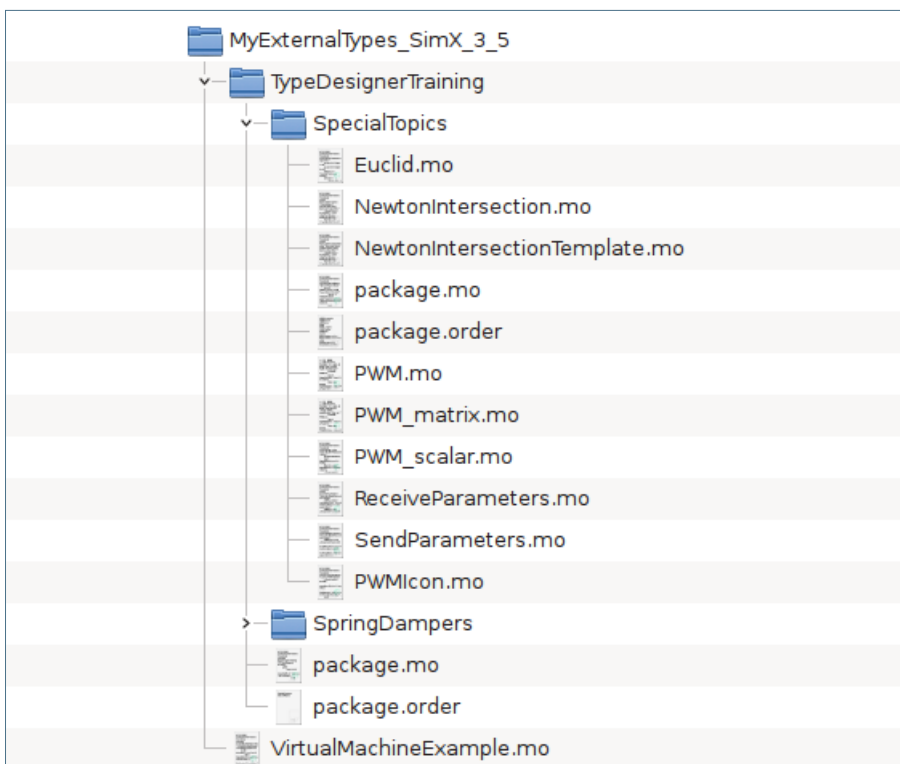 MyExternalTypes_SimX_3_5
TypeDesignerTraining
SpecialTopics
Euclid.mo
NewtonIntersection.mo
NewtonIntersectionTemplate.mo
package.mo
package.order
PWM.mo
PWM_matrix.mo
PWM_scalar.mo
ReceiveParameters.mo
SendParameters.mo
PWMIcon.mo
SpringDampers
package.mo
package.order
VirtualMachineExample.mo